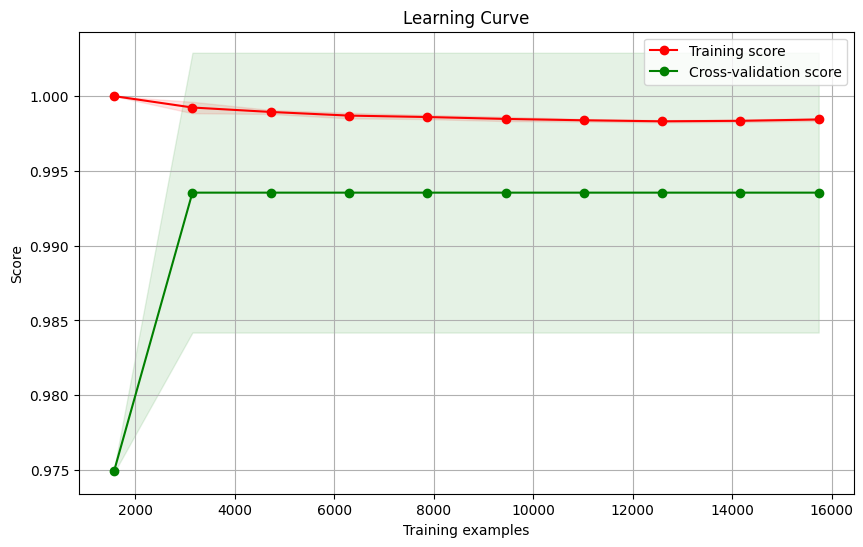 Learning Curve
Training score
Cross-validation score
1.000
0.995
0.990
0.985
0.980
0.975
Score
2000 4000 6000 8000 10000 12000 14000 16000
Training examples